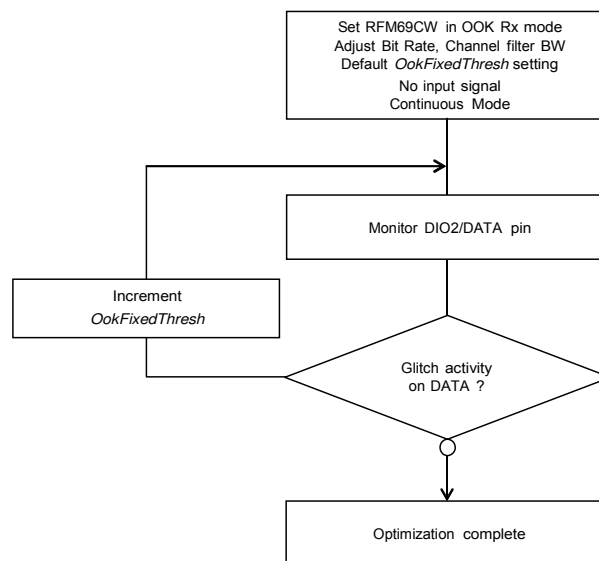 Set RFM69CW in OOK Rx mode
Adjust Bit Rate, Channel filter BW
Default OokFixedThresh setting
No input signal
Continuous Mode
Monitor DIO2/DATA pin
Increment
OokFixedThresh
Glitch activity
on DATA ?
Optimization complete